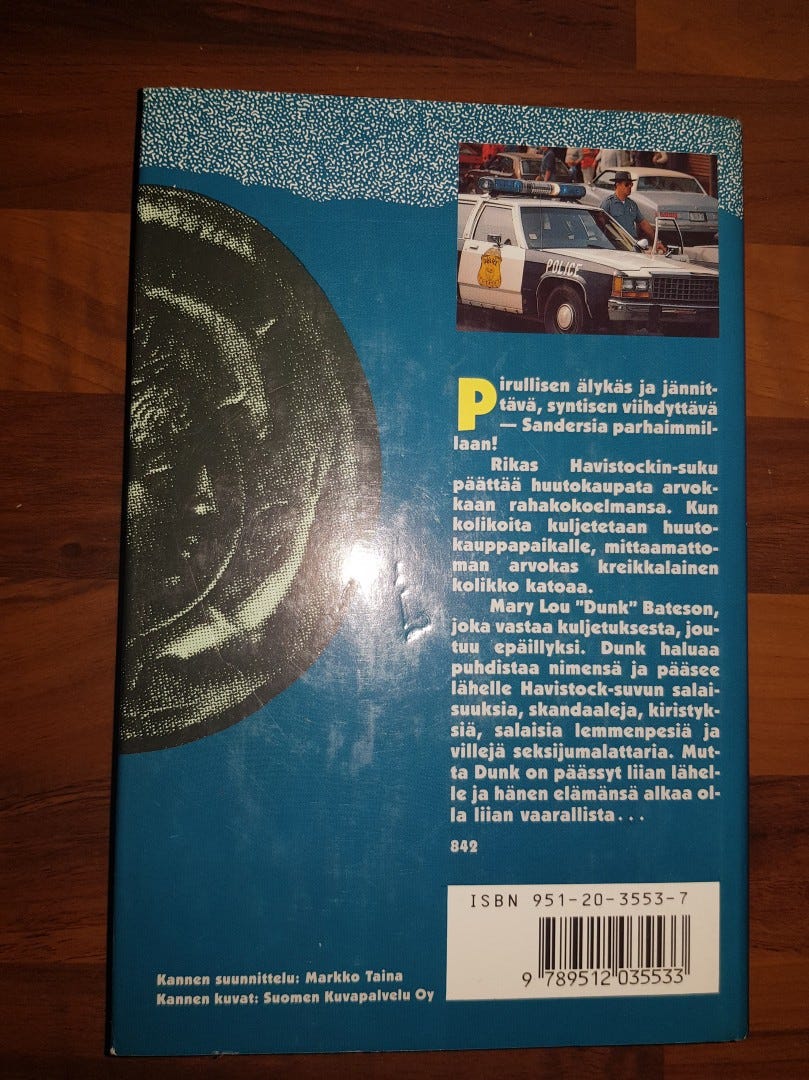 POLICE
Pirullisen älykäs ja jännit-
tävä, syntisen viihdyttävä
— Sandersia parhaimmil-
laan!
Rikas Havistockin-suku
päättää huutokaupata arvok-
kaan rahakokoelmansa. Kun
kolikoita kuljetetaan huuto-
kauppapaikalle, mittaamatto-
man arvokas kreikkalainen
kolikko katoaa.
Mary Lou "Dunk" Bateson,
joka vastaa kuljetuksesta, jou-
tuu epäillyksi. Dunk haluaa
puhdistaa nimensä ja pääsee
lähelle Havistock-suvun salai-
suuksia, skandaaleja, kiristyk-
siä, salaisia lemmenpesiä ja
villejä seksijumalattaria. Mut-
ta Dunk on päässyt liian lähel-
le ja hänen elämänsä alkaa ol-
la liian vaarallista...
842
ISBN 951-20-3553-7
9 789512 035533
Kannen suunnittelu: Markko Taina
Kannen kuvat: Suomen Kuvapalvelu Oy